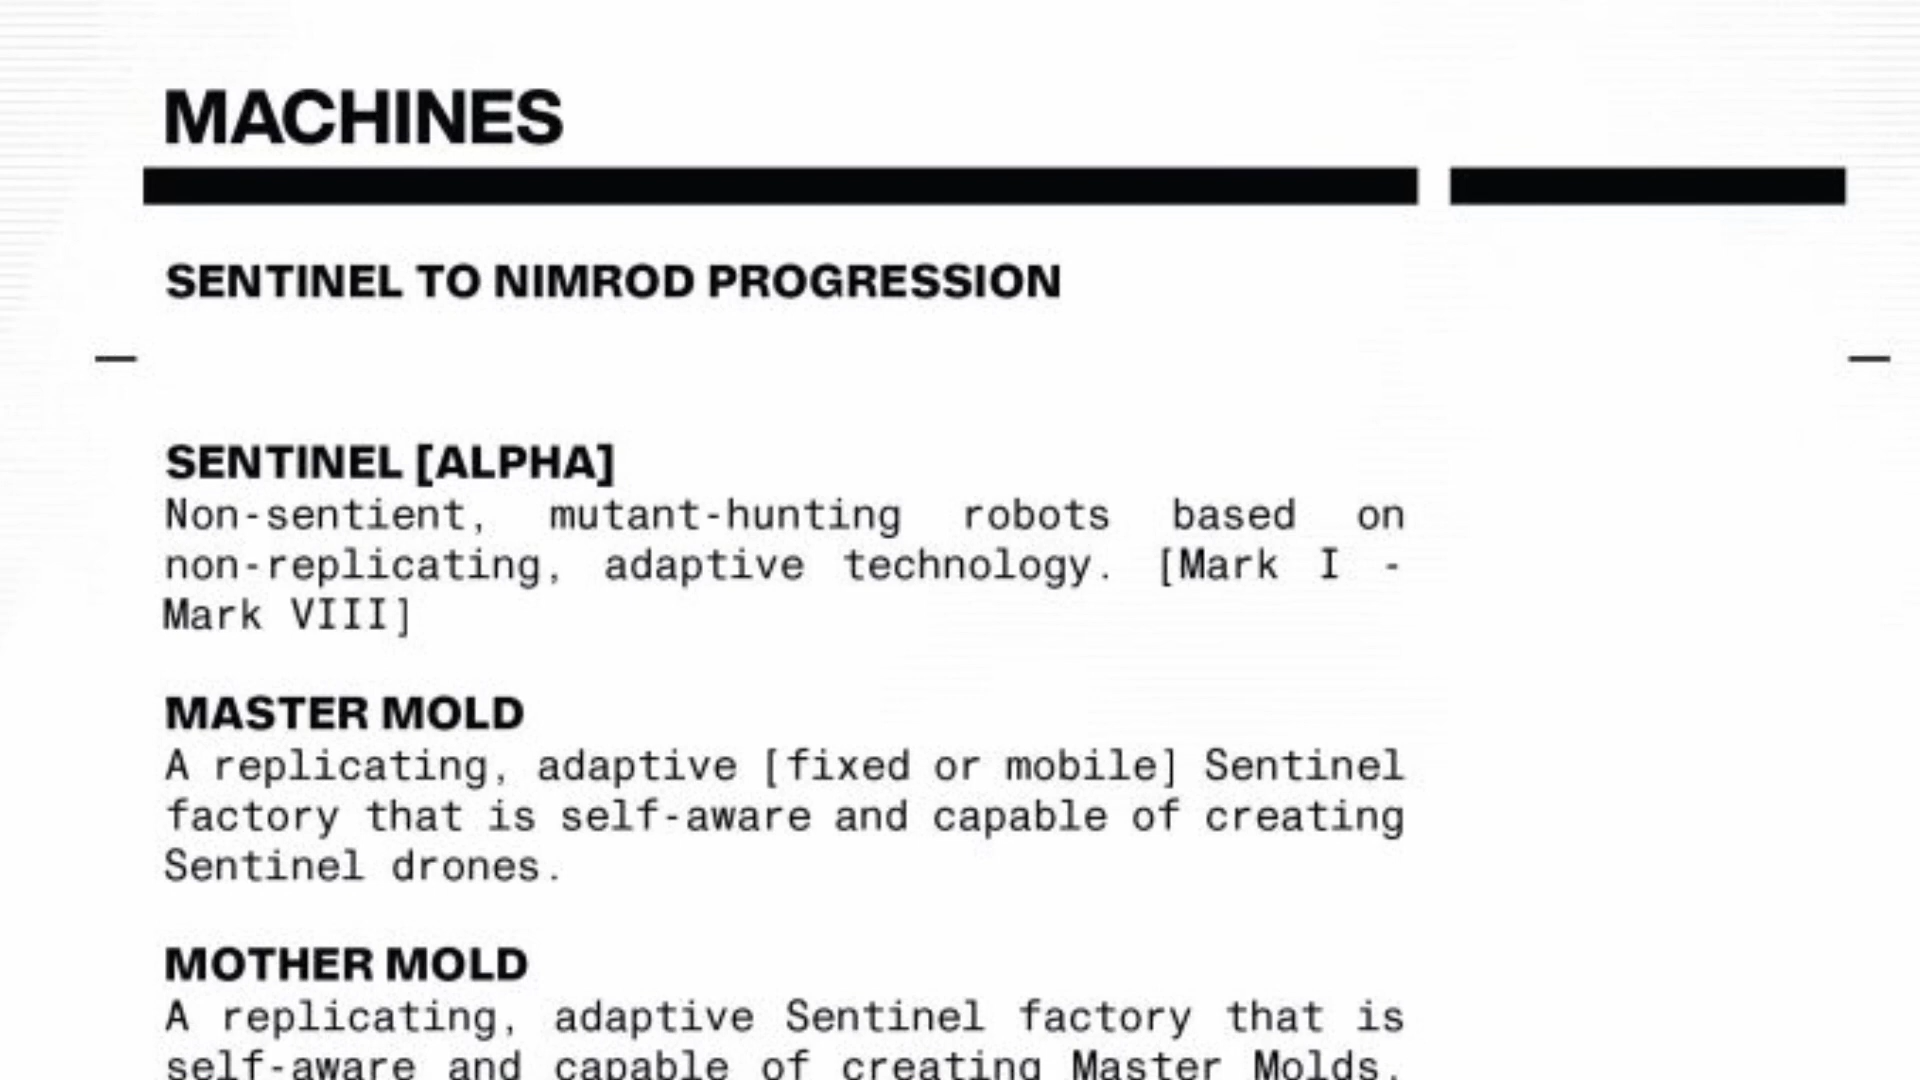 MACHINES
SENTINEL TO NIMROD PROGRESSION
SENTINEL [ALPHA]
Non-sentient, mutant-hunting robots based on
non-replicating, adaptive technology. [Mark I -
Mark VIII]
MASTER MOLD
A replicating, adaptive [fixed or mobile] Sentinel
factory that is self-aware and capable of creating
Sentinel drones.
MOTHER MOLD
A replicating, adaptive Sentinel factory that is
self-aware and capable of creating Master Molds.